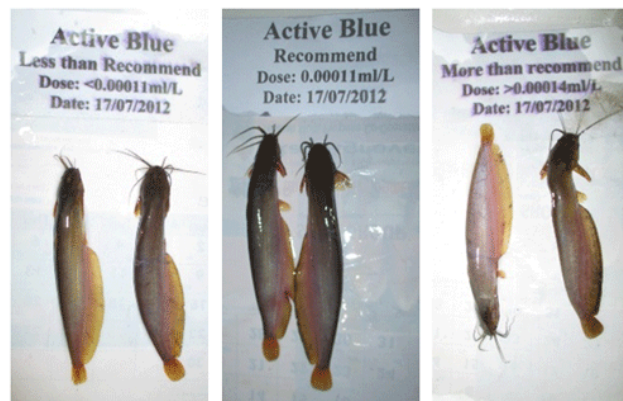 Active Blue
Less than Recommend
Dose: <0.00011ml/L
Date: 17/07/2012
Active Blue
Recommend
Dose: 0.00011ml/L
Date: 17/07/2012
Active Blue
More than recommend
Dose: >0.00014ml/L
Date: 17/07/2012